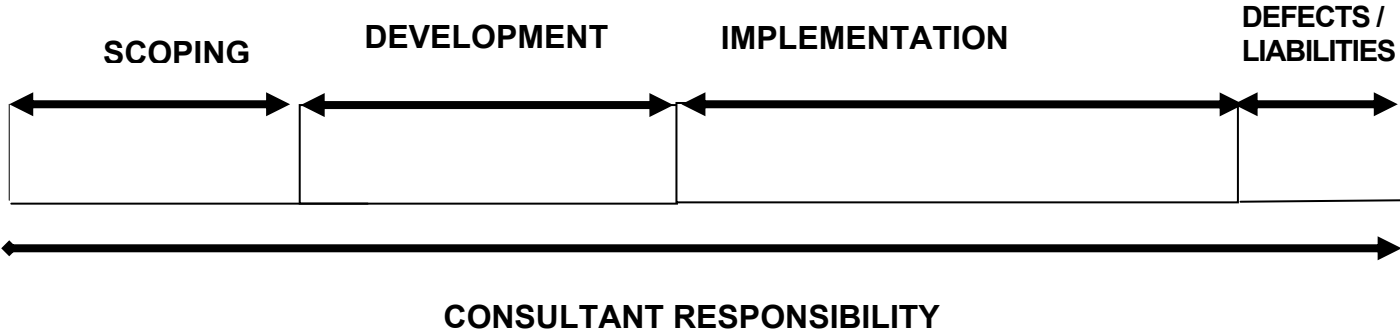 SCOPING
DEVELOPMENT
IMPLEMENTATION
DEFECTS /
LIABILITIES
CONSULTANT RESPONSIBILITY